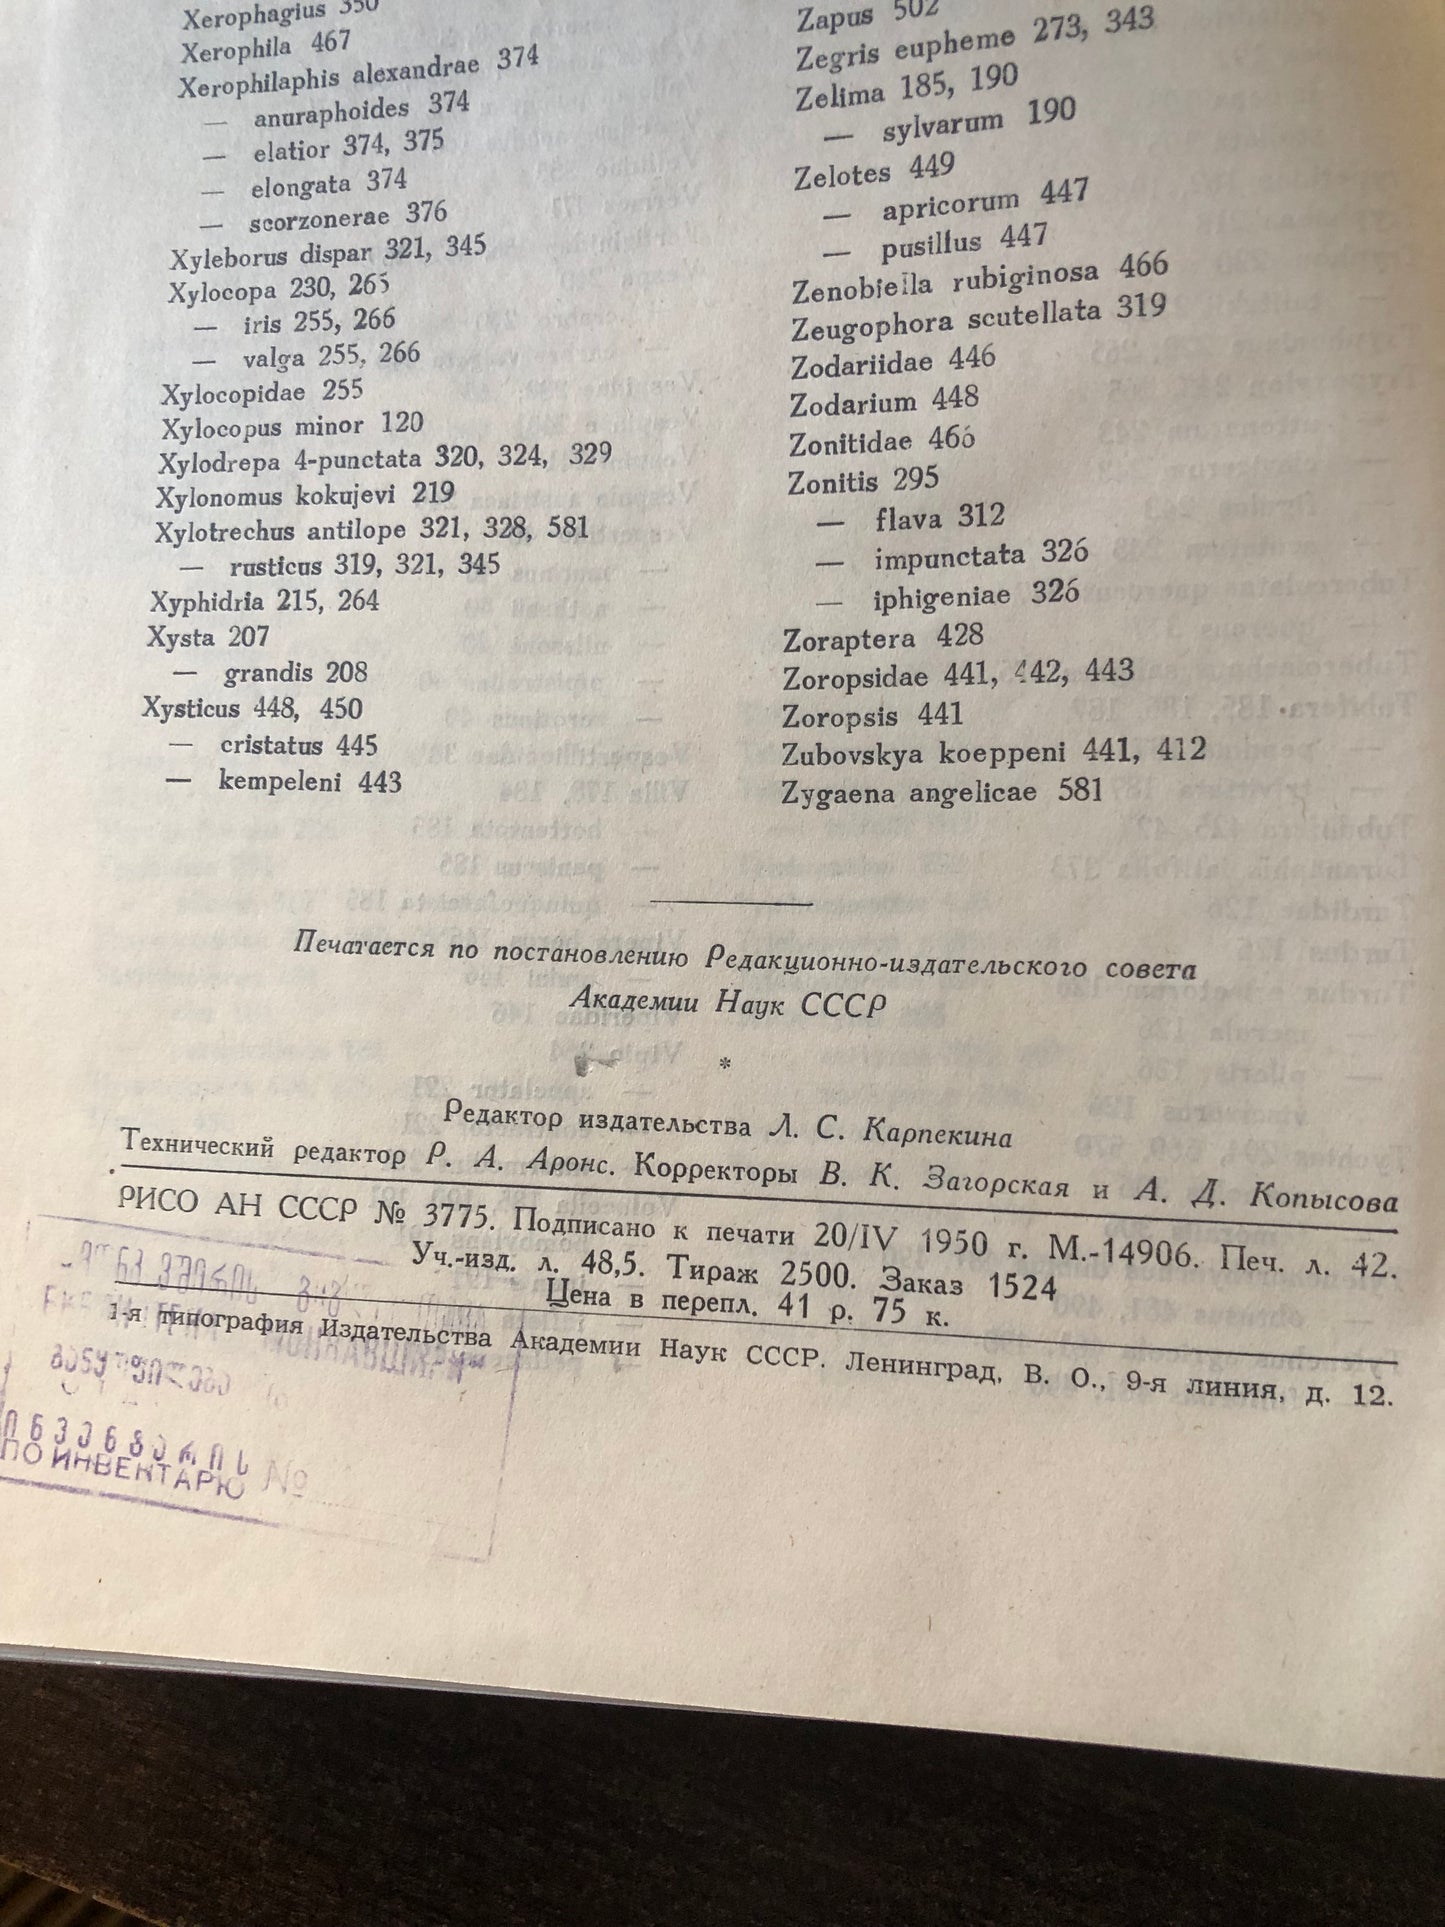 Xerophagius 350
Xerophila 467
Xerophilaphis alexandrae 374
— anuraphoides 374
— elatior 374, 375
— elongata 374
— scorzonerae 376
Xyleborus dispar 321, 345
Xylocopa 230, 265
— iris 255, 266
— valga 255, 266
Xylocopidae 255
Xylocopus minor 120
Xylodrepa 4-punctata 320, 324, 329
Xylonomus kokujevi 219
Xylotrechus antilope 321, 328, 581
— rusticus 319, 321, 345
Xyphidria 215, 264
Xysta 207
— grandis 208
Xysticus 448, 450
— cristatus 445
— kempeleni 443
Zapus 502
Zegris eupheme 273, 343
Zelima 185, 190
— sylvarum 190
Zelotes 449
— apricorum 447
— pusillus 447
Zenobiella rubiginosa 466
Zeugophora scutellata 319
Zodariidae 446
Zodarium 448
Zonitidae 466
Zonitis 295
— flava 312
— impunctata 326
— iphigeniae 326
Zoraptera 428
Zoropsidae 441, 442, 443
Zoropsis 441
Zubovskya koeppeni 441, 412
Zygaena angelicae 581
Печатается по постановлению Редакционно-издательского совета
Академии Наук СССР
*
Редактор издательства Л. С. Карпекина
Технический редактор Р. А. Аронс. Корректоры В. К. Загорская и А. Д. Копысова
РИСО АН СССР № 3775. Подписано к печати 20/IV 1950 г. М.-14906. Печ. л. 42.
Уч.-изд. л. 48,5. Тираж 2500. Заказ 1524
Цена в перепл. 41 р. 75 к.
1-я типография Издательства Академии Наук СССР. Ленинград, В. О., 9-я линия, д. 12.
ПО ИНВЕНТАРЮ №